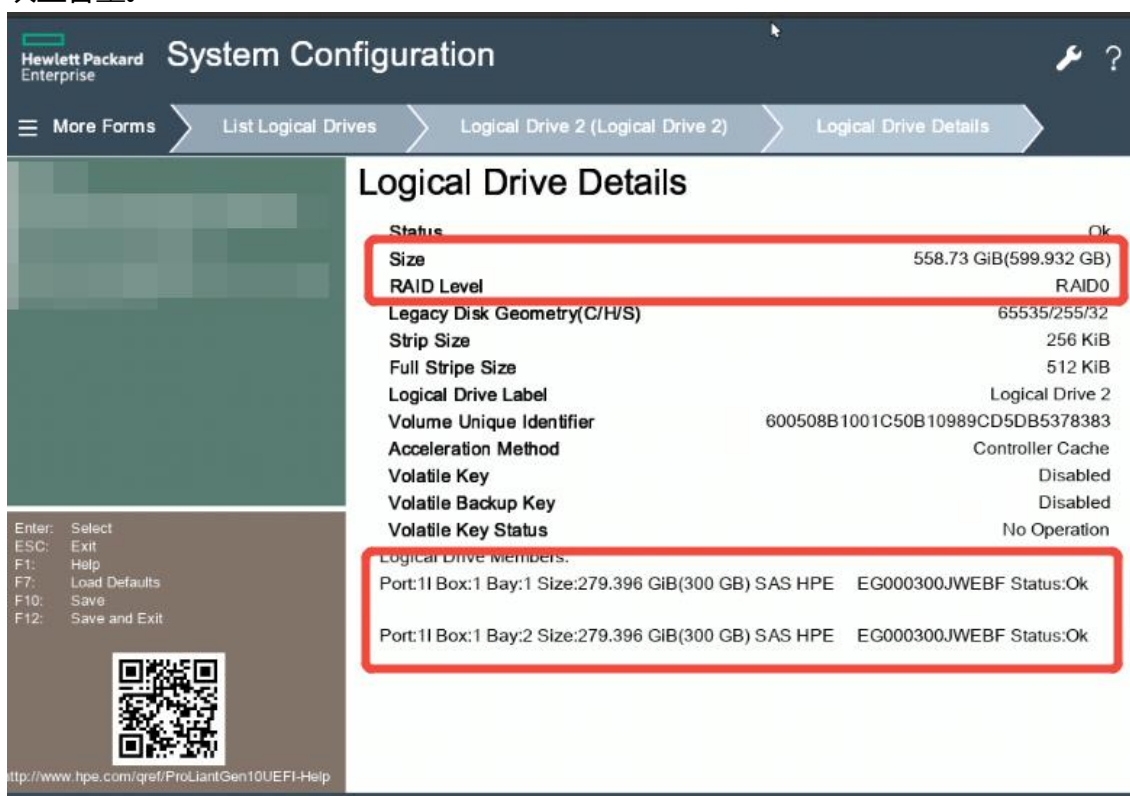 Hewlett Packard
Enterprise
System Configuration
?
More Forms
List Logical Drives
Logical Drive 2 (Logical Drive 2)
Logical Drive Details
Logical Drive Details
Status Ok
Size 558.73 GiB(599.932 GB)
RAID Level RAID0
Legacy Disk Geometry(C/H/S) 65535/255/32
Strip Size 256 KiB
Full Stripe Size 512 KiB
Logical Drive Label Logical Drive 2
Volume Unique Identifier 600508B1001C50B10989CD5DB5378383
Acceleration Method Controller Cache
Volatile Key Disabled
Volatile Backup Key Disabled
Volatile Key Status No Operation
Logical Drive Members:
Port:1I Box:1 Bay:1 Size:279.396 GiB(300 GB) SAS HPE EG000300JWEBF Status:Ok
Port:1I Box:1 Bay:2 Size:279.396 GiB(300 GB) SAS HPE EG000300JWEBF Status:Ok
Enter: Select
ESC: Exit
F1: Help
F7: Load Defaults
F10: Save
F12: Save and Exit
http://www.hpe.com/qref/ProLiantGen10UEFI-Help